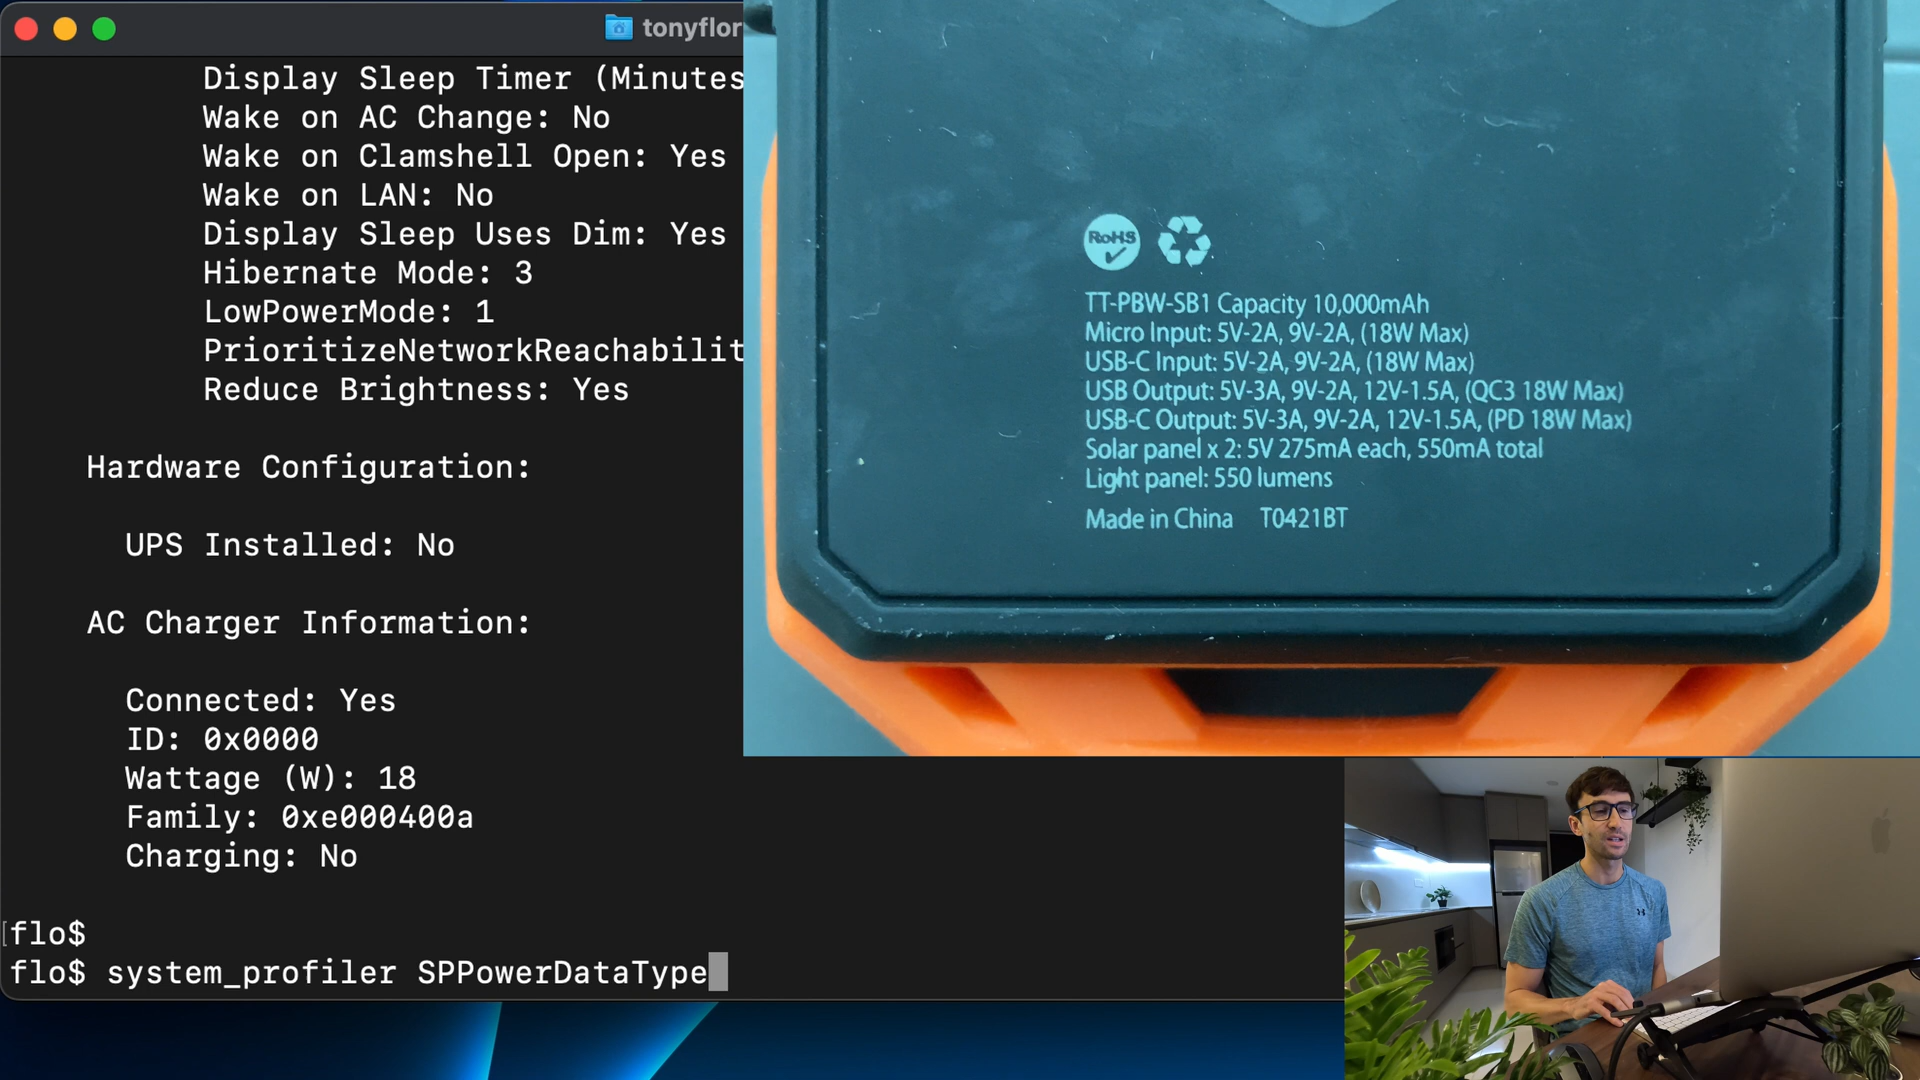 tonyflor
Display Sleep Timer (Minutes
Wake on AC Change: No
Wake on Clamshell Open: Yes
Wake on LAN: No
Display Sleep Uses Dim: Yes
Hibernate Mode: 3
LowPowerMode: 1
PrioritizeNetworkReachabilit
Reduce Brightness: Yes
Hardware Configuration:
UPS Installed: No
AC Charger Information:
Connected: Yes
ID: 0x0000
Wattage (W): 18
Family: 0xe000400a
Charging: No
[flo$
flo$ system_profiler SPPowerDataType
RoHS
TT-PBW-SB1 Capacity 10,000mAh
Micro Input: 5V-2A, 9V-2A, (18W Max)
USB-C Input: 5V-2A, 9V-2A, (18W Max)
USB Output: 5V-3A, 9V-2A, 12V-1.5A, (QC3 18W Max)
USB-C Output: 5V-3A, 9V-2A, 12V-1.5A, (PD 18W Max)
Solar panel x 2: 5V 275mA each, 550mA total
Light panel: 550 lumens
Made in China T0421BT